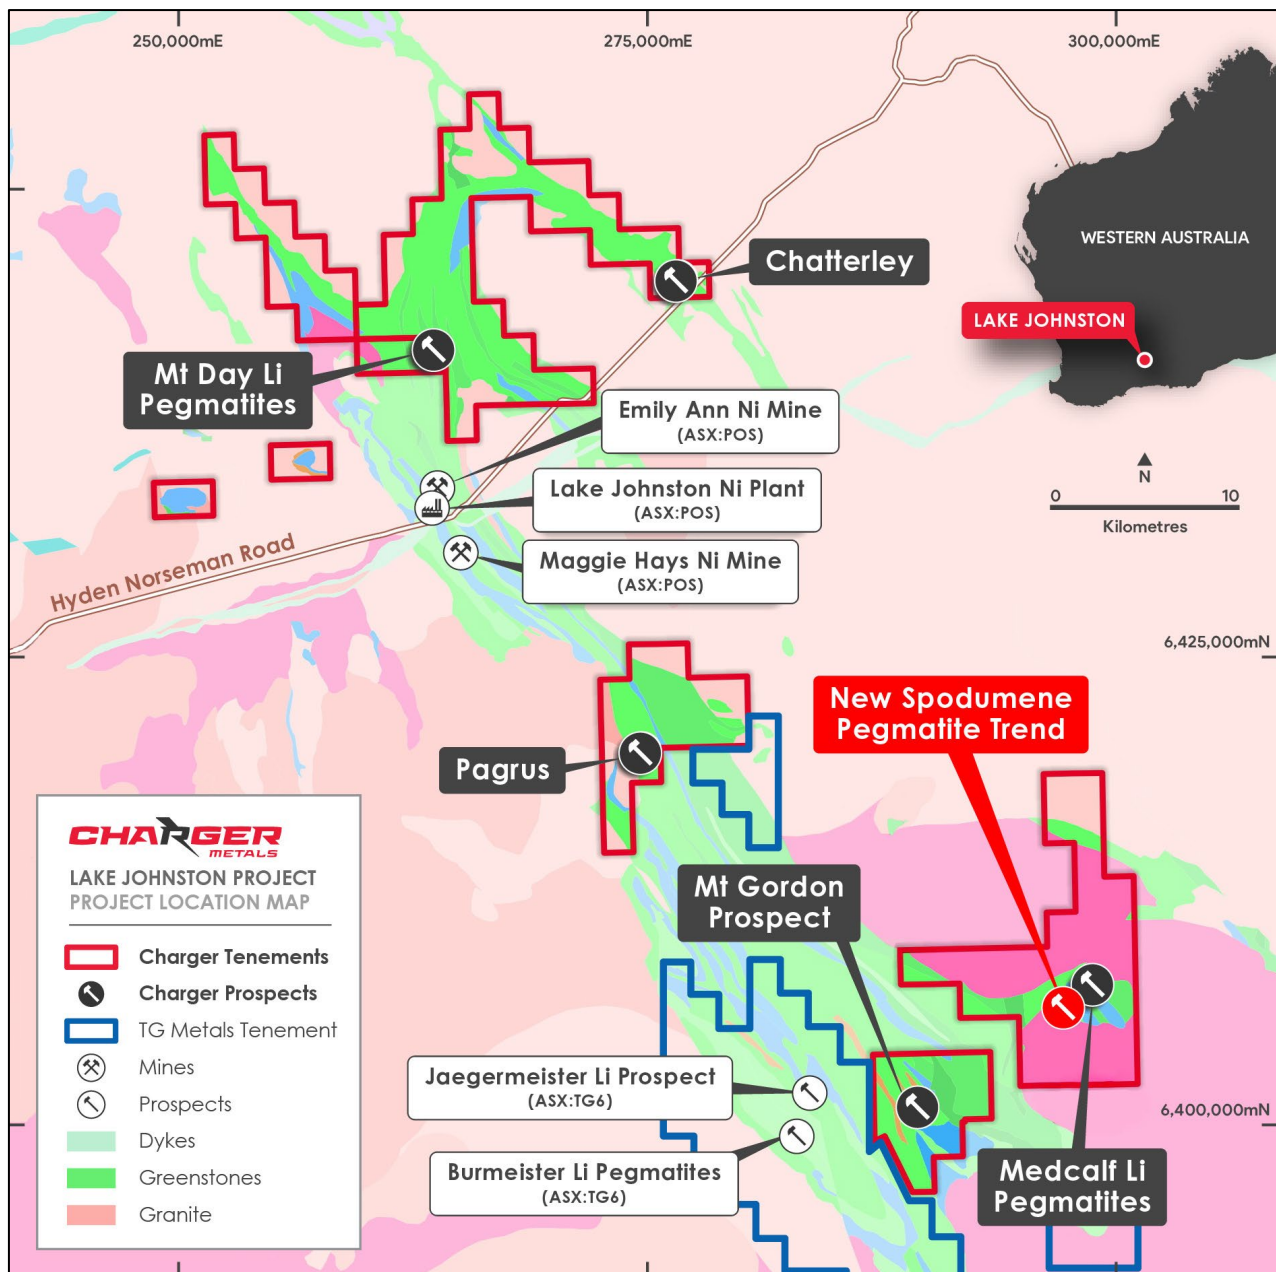 250,000mE
275,000mE
300,000mE
WESTERN AUSTRALIA
Chatterley
LAKE JOHNSTON
Mt Day Li
Pegmatites
Emily Ann Ni Mine
(ASX:POS)
N
0 10
Kilometres
Lake Johnston Ni Plant
(ASX:POS)
Hyden Norseman Road
Maggie Hays Ni Mine
(ASX:POS)
6,425,000mN
New Spodumene
Pegmatite Trend
Pagrus
CHARGER
METALS
LAKE JOHNSTON PROJECT
PROJECT LOCATION MAP
Charger Tenements
Charger Prospects
TG Metals Tenement
Mines
Prospects
Dykes
Greenstones
Granite
Mt Gordon
Prospect
Jaegermeister Li Prospect
(ASX:TG6)
6,400,000mN
Burmeister Li Pegmatites
(ASX:TG6)
Medcalf Li
Pegmatites